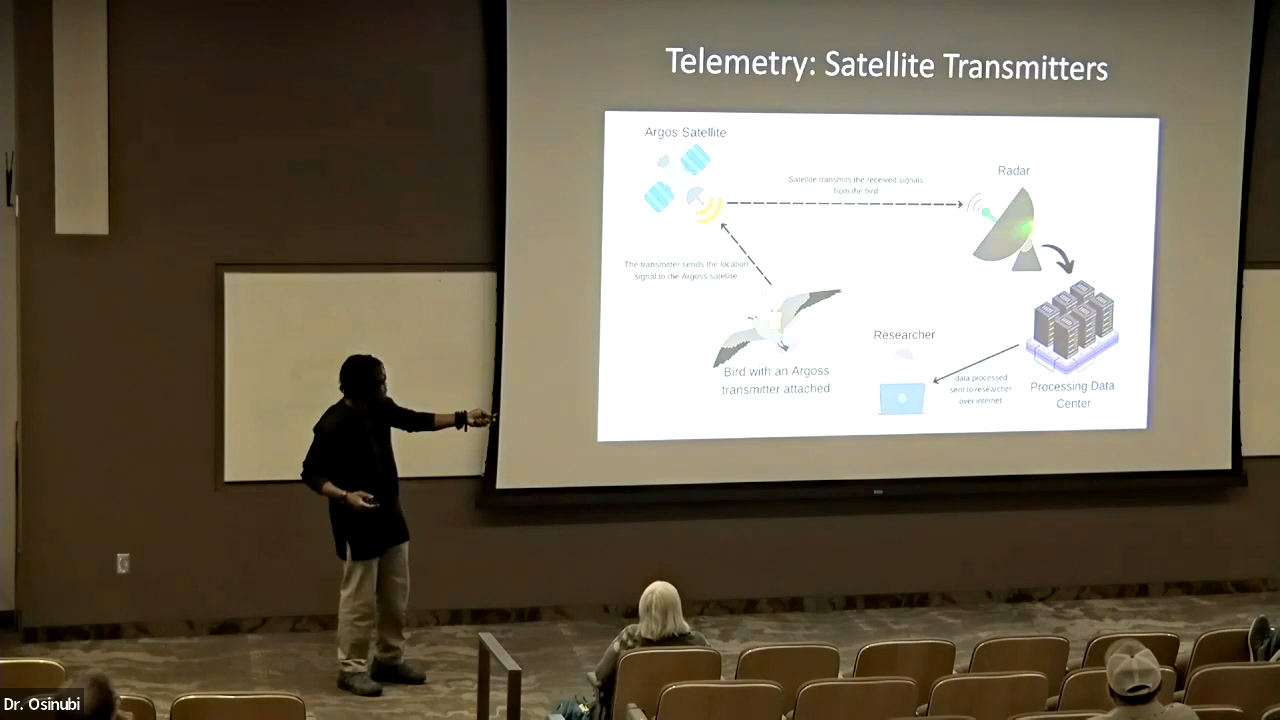 Telemetry: Satellite Transmitters
Argos Satellite
Radar
Satellite transmits the received signals
from the bird
The transmitter sends the location
signal to the Argoss satellite
Researcher
Bird with an Argoss
transmitter attached
data processed
sent to researcher
over internet
Processing Data
Center
Dr. Osinubi